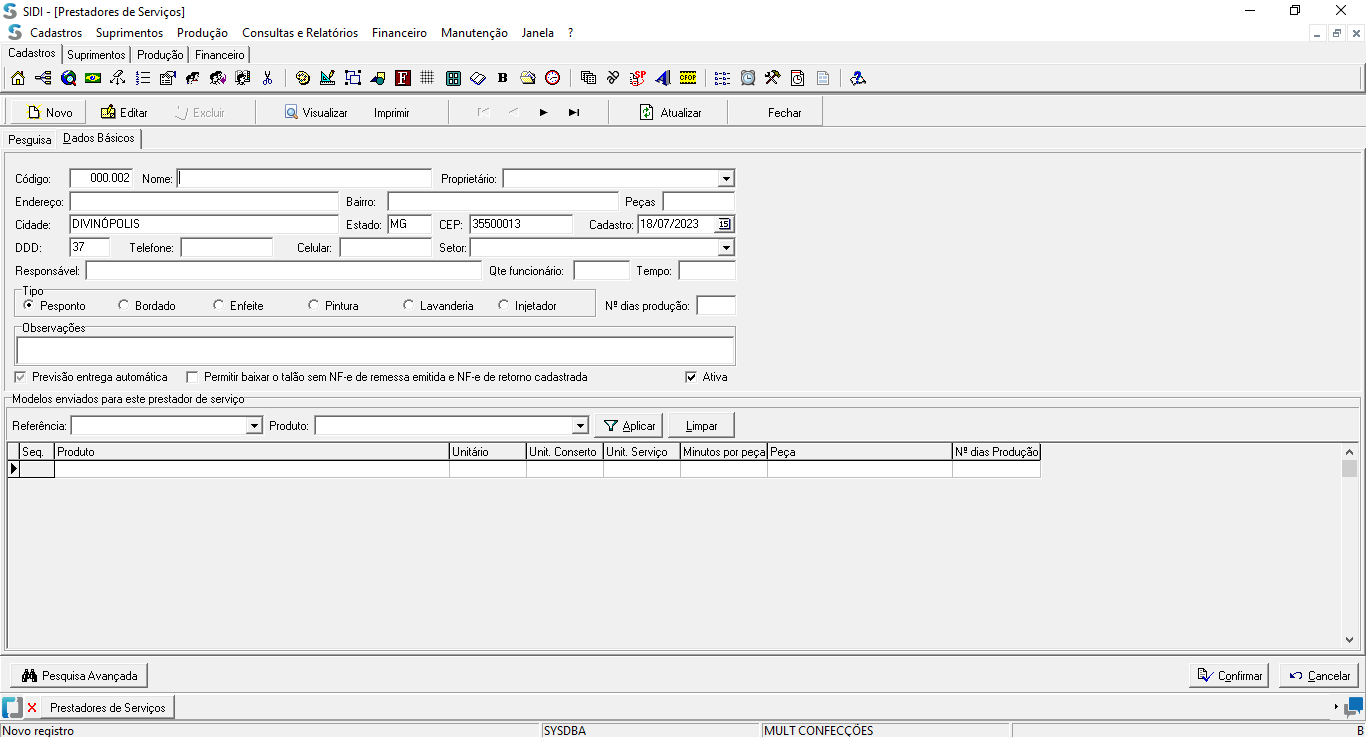 SIDI - [Prestadores de Serviços]
Cadastros Suprimentos Produção Consultas e Relatórios Financeiro Manutenção Janela ?
Cadastros Suprimentos Produção Financeiro
F B SP CFOP
Novo Editar Excluir Visualizar Imprimir Atualizar Fechar
Pesquisa Dados Básicos
Código: 000.002 Nome: Proprietário:
Endereço: Bairro: Peças
Cidade: DIVINÓPOLIS Estado: MG CEP: 35500013 Cadastro: 18/07/2023 15
DDD: 37 Telefone: Celular: Setor:
Responsável: Qte funcionário: Tempo:
Tipo
Pesponto Bordado Enfeite Pintura Lavanderia Injetador Nº dias produção:
Observações
Previsão entrega automática Permitir baixar o talão sem NF-e de remessa emitida e NF-e de retorno cadastrada Ativa
Modelos enviados para este prestador de serviço
Referência: Produto: Aplicar Limpar
Seq. Produto Unitário Unit. Conserto Unit. Serviço Minutos por peça Peça Nº dias Produção
Pesquisa Avançada Confirmar Cancelar
Prestadores de Serviços
Novo registro SYSDBA MULT CONFECÇÕES B